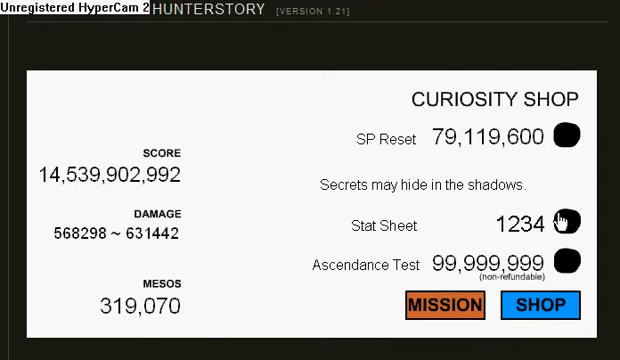 Unregistered HyperCam 2
HUNTERSTORY [VERSION 1.21]
CURIOSITY SHOP
SP Reset 79,119,600
SCORE
14,539,902,992
Secrets may hide in the shadows.
DAMAGE
568298 ~ 631442
Stat Sheet 1234
Ascendance Test 99,999,999
(non-refundable)
MESOS
319,070
MISSION SHOP